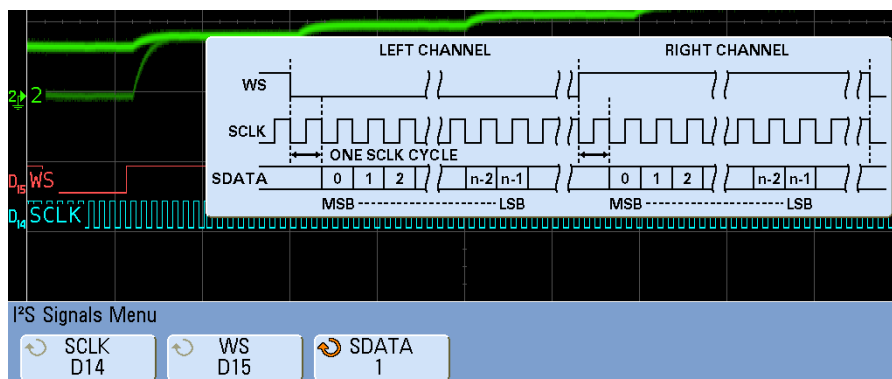 LEFT CHANNEL RIGHT CHANNEL
WS
2 2
SCLK
ONE SCLK CYCLE
D15 WS
SDATA 0 1 2 n-2 n-1 0 1 2 n-2 n-1
MSB LSB MSB LSB
D14 SCLK
I²S Signals Menu
SCLK WS SDATA
D14 D15 1